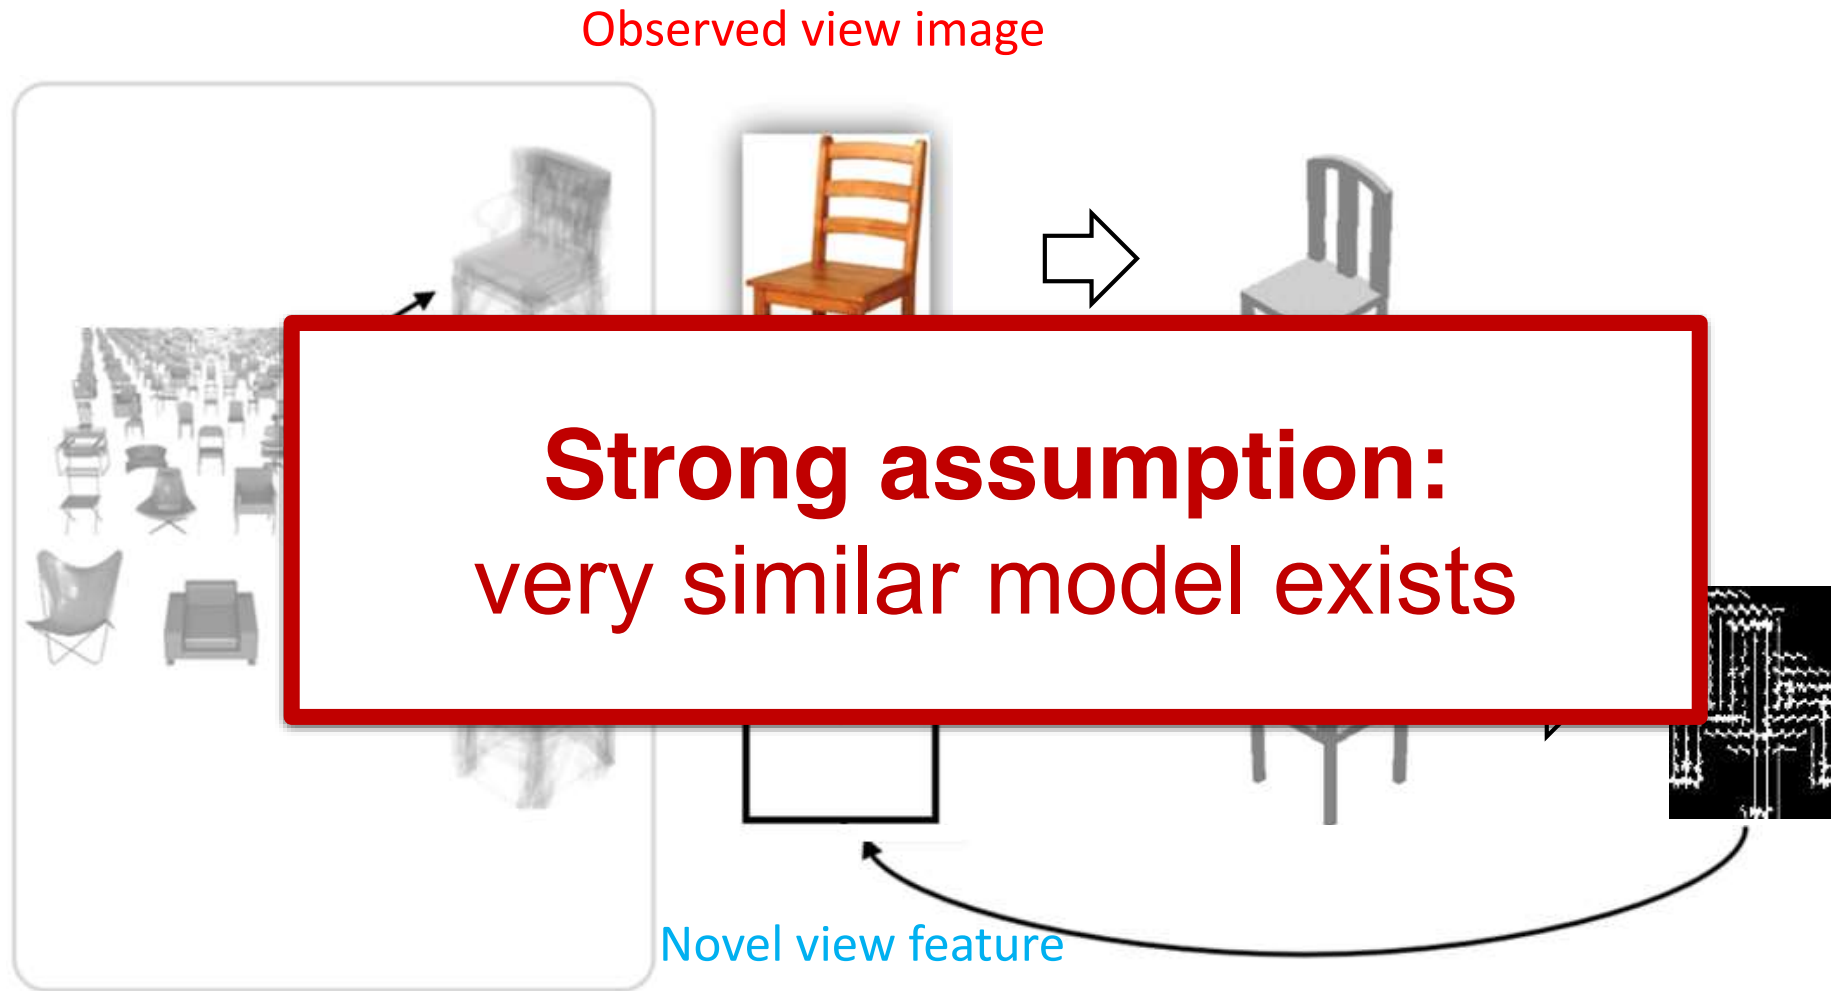 Observed view image
Strong assumption:
very similar model exists
Novel view feature